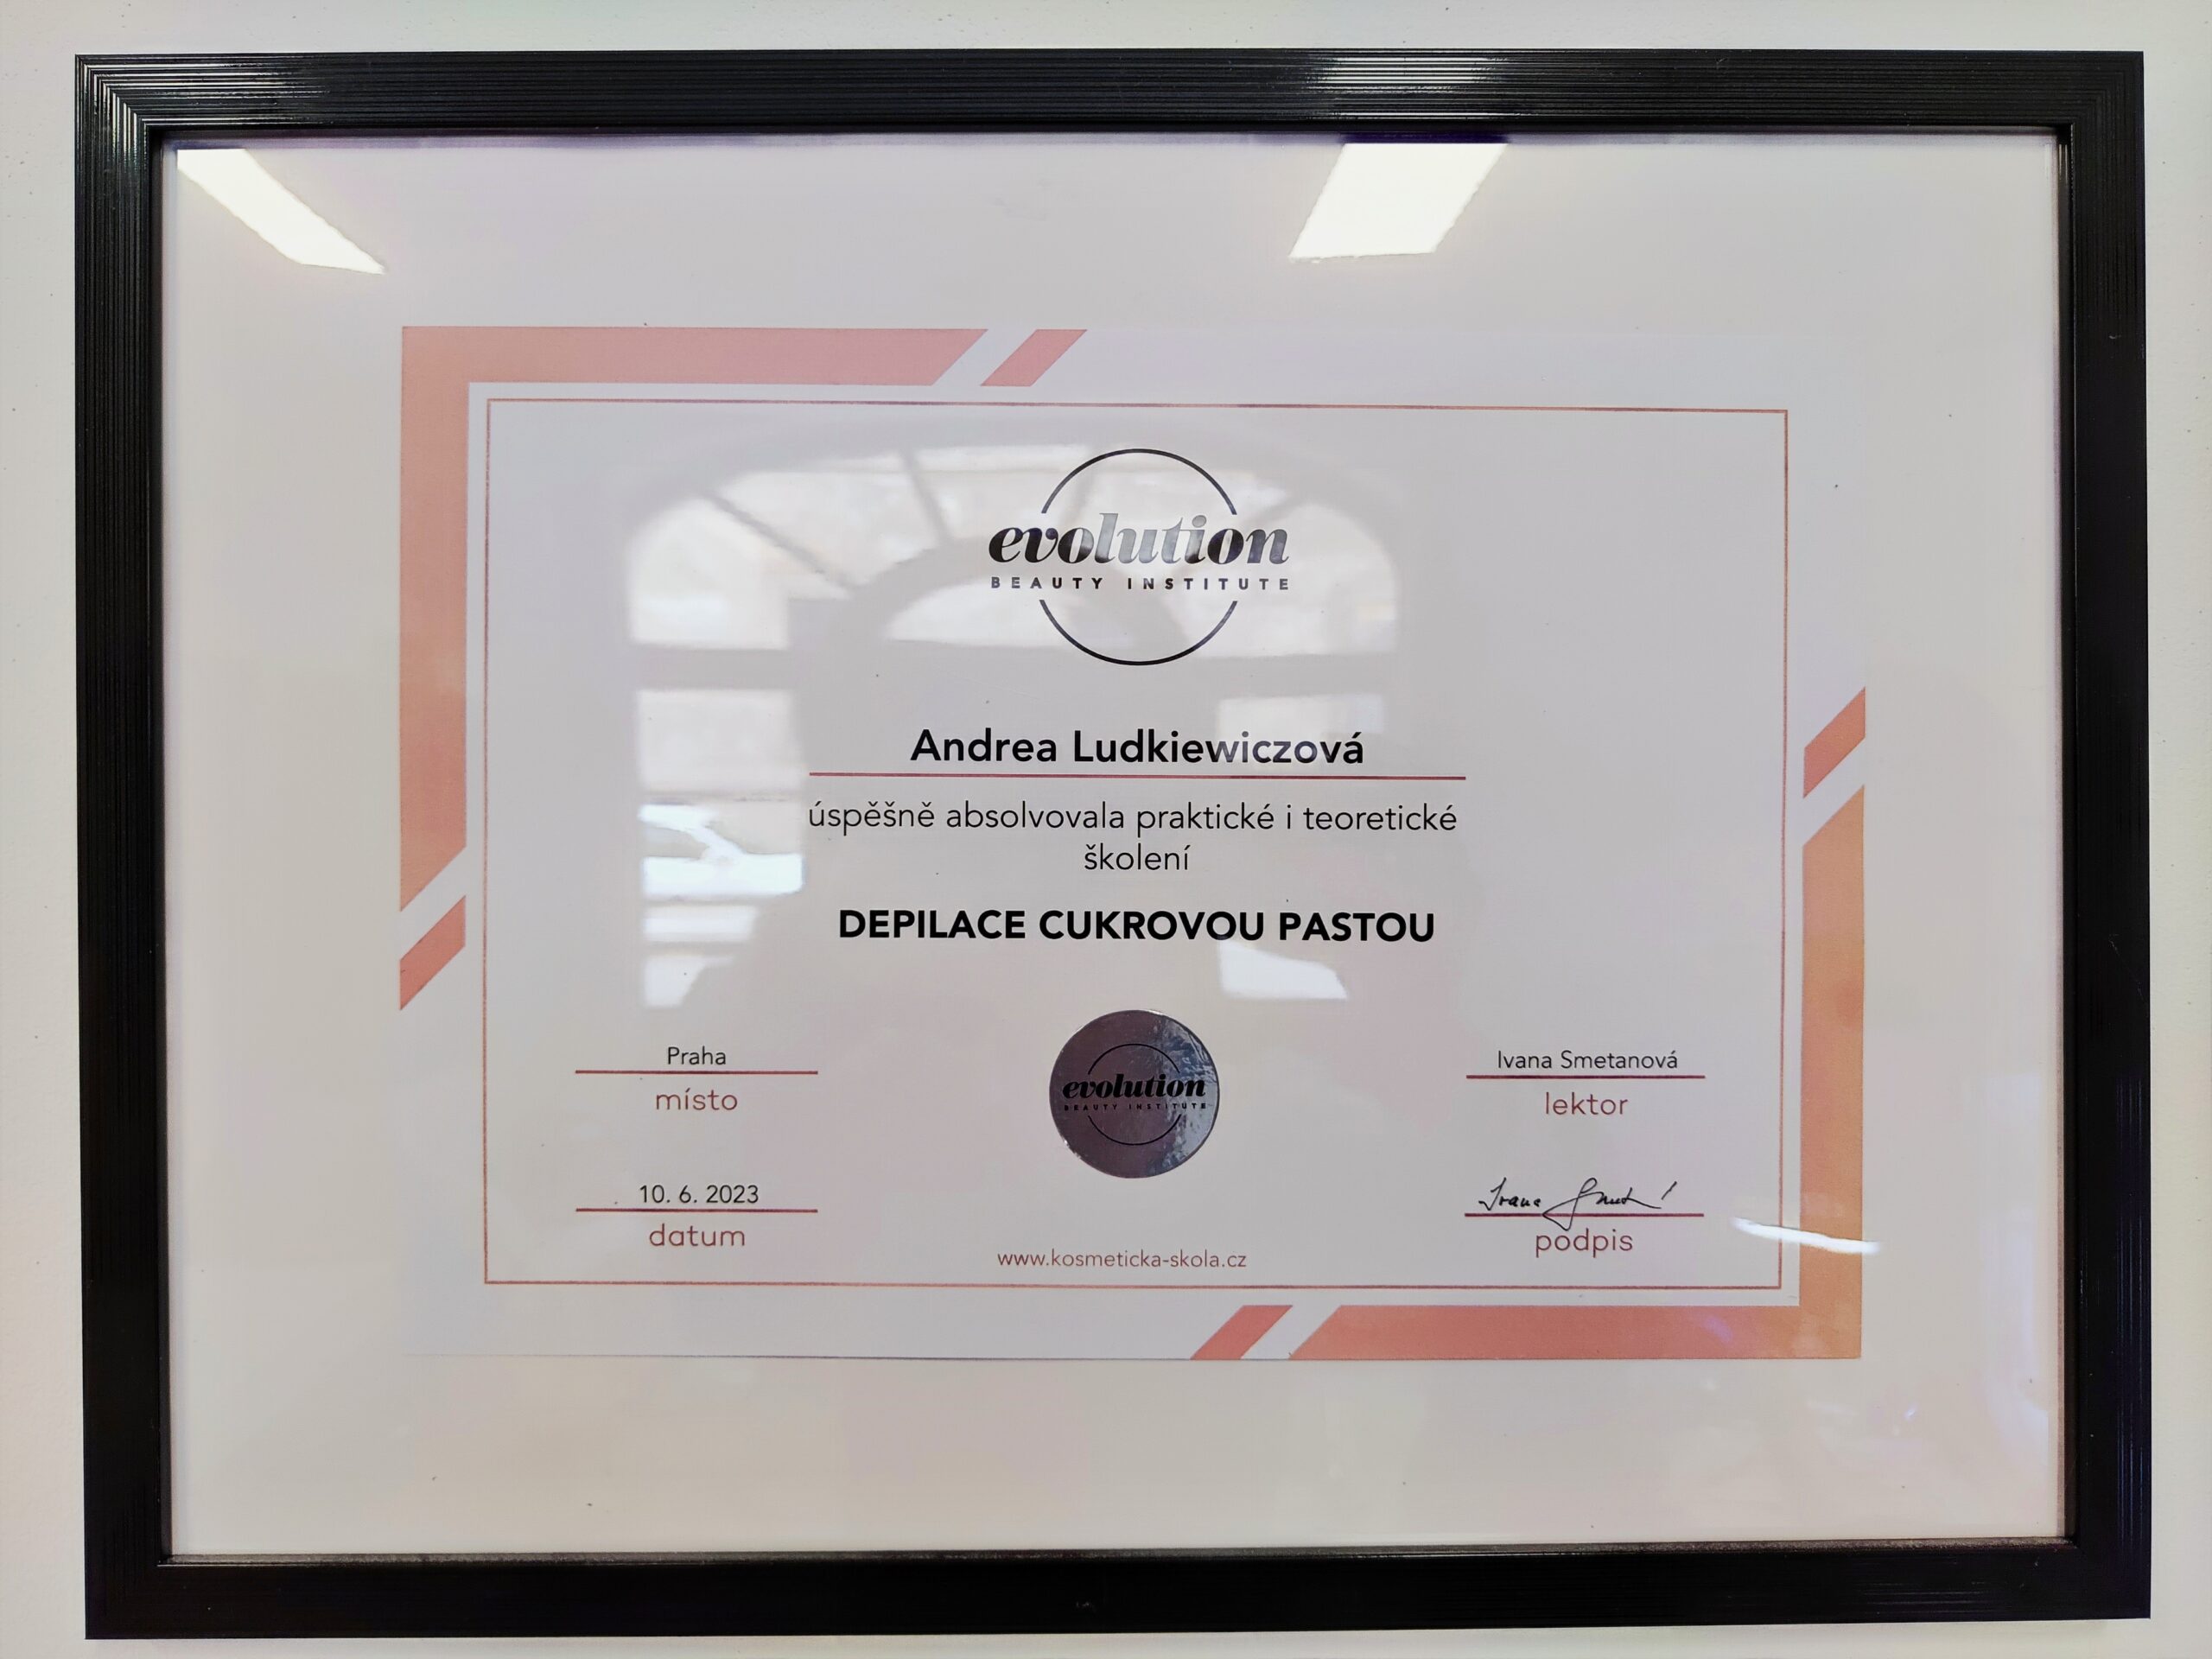 evolution
BEAUTY INSTITUTE
Andrea Ludkiewiczová
úspěšně absolvovala praktické i teoretické
školení
DEPILACE CUKROVOU PASTOU
Praha
místo
evolution
BEAUTY INSTITUTE
Ivana Smetanová
lektor
10. 6. 2023
datum
www.kosmeticka-skola.cz
Ivana
podpis